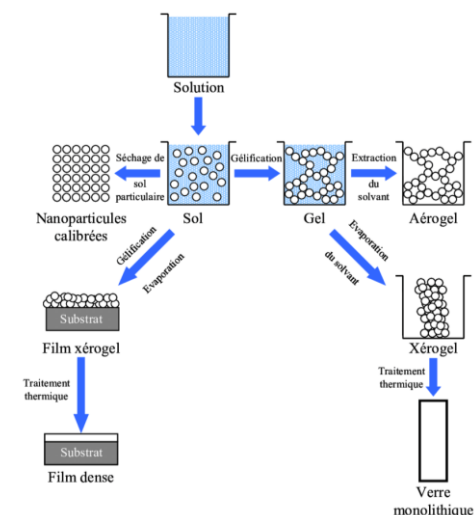 Solution
Séchage de
sol
particulaire
Gélification
Extraction
du
solvant
Nanoparticules
calibrées
Sol
Gel
Aérogel
Gélification
Evaporation
Evaporation
du solvant
Substrat
Film xérogel
Xérogel
Traitement
thermique
Traitement
thermique
Substrat
Film dense
Verre
monolithique